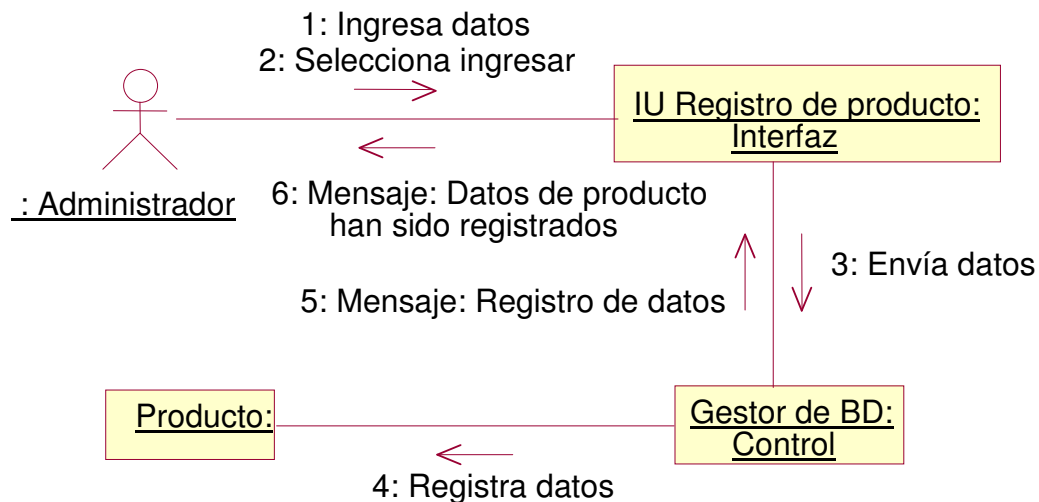 1: Ingresa datos
2: Selecciona ingresar
IU Registro de producto:
Interfaz
: Administrador
6: Mensaje: Datos de producto
han sido registrados
3: Envía datos
5: Mensaje: Registro de datos
Producto:
Gestor de BD:
Control
4: Registra datos